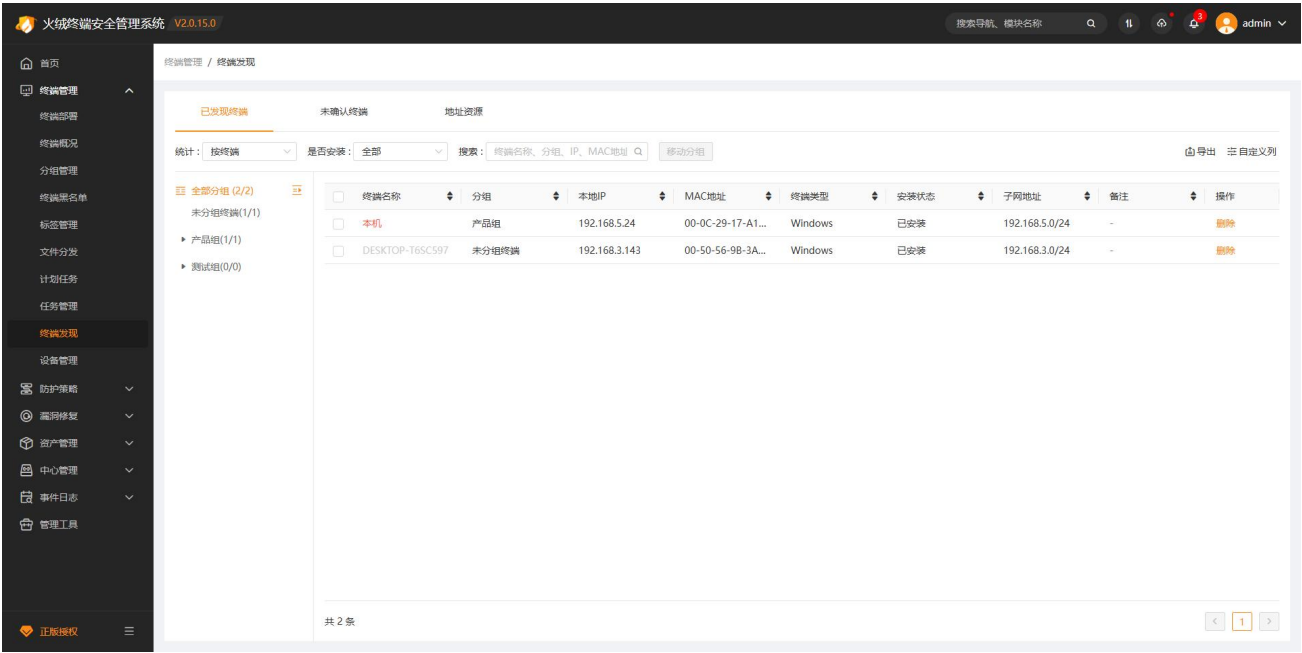 火绒终端安全管理系统 V2.0.15.0
搜索导航、模块名称
3
admin
首页
终端管理
终端部署
终端概况
分组管理
终端黑名单
标签管理
文件分发
计划任务
任务管理
终端发现
设备管理
防护策略
漏洞修复
资产管理
中心管理
事件日志
管理工具
正版授权
终端管理 / 终端发现
已发现终端 未确认终端 地址资源
统计： 按终端 是否安装： 全部 搜索： 终端名称、分组、IP、MAC地址 移动分组 导出 自定义列
全部分组 (2/2)
未分组终端(1/1)
产品组(1/1)
测试组(0/0)
终端名称 分组 本地IP MAC地址 终端类型 安装状态 子网地址 备注 操作
本机 产品组 192.168.5.24 00-0C-29-17-A1... Windows 已安装 192.168.5.0/24 - 删除
DESKTOP-T6SC597 未分组终端 192.168.3.143 00-50-56-9B-3A... Windows 已安装 192.168.3.0/24 - 删除
共 2 条
< 1 >